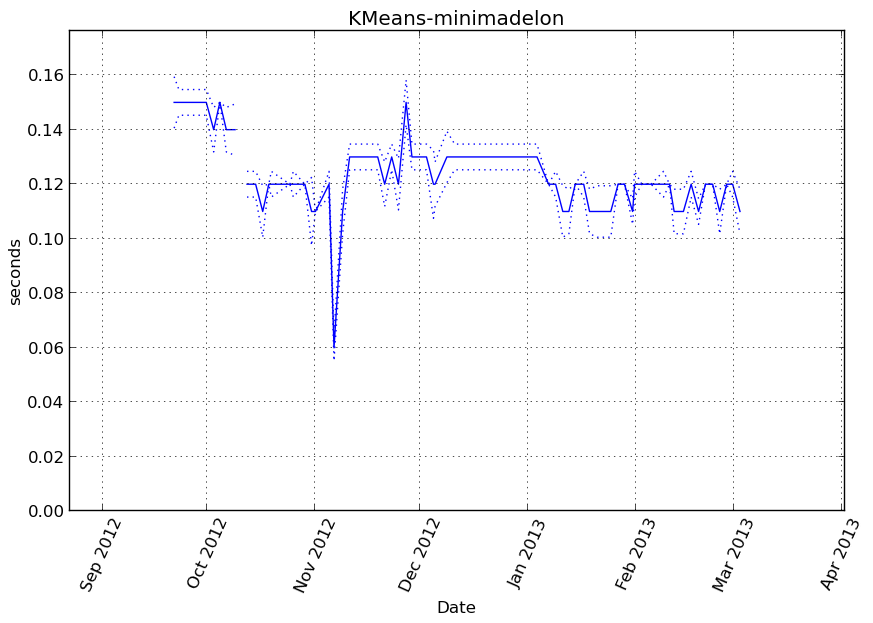 KMeans-minimadelon
0.16
0.14
0.12
0.10
0.08
0.06
0.04
0.02
0.00
seconds
Sep 2012
Oct 2012
Nov 2012
Dec 2012
Jan 2013
Feb 2013
Mar 2013
Apr 2013
Date